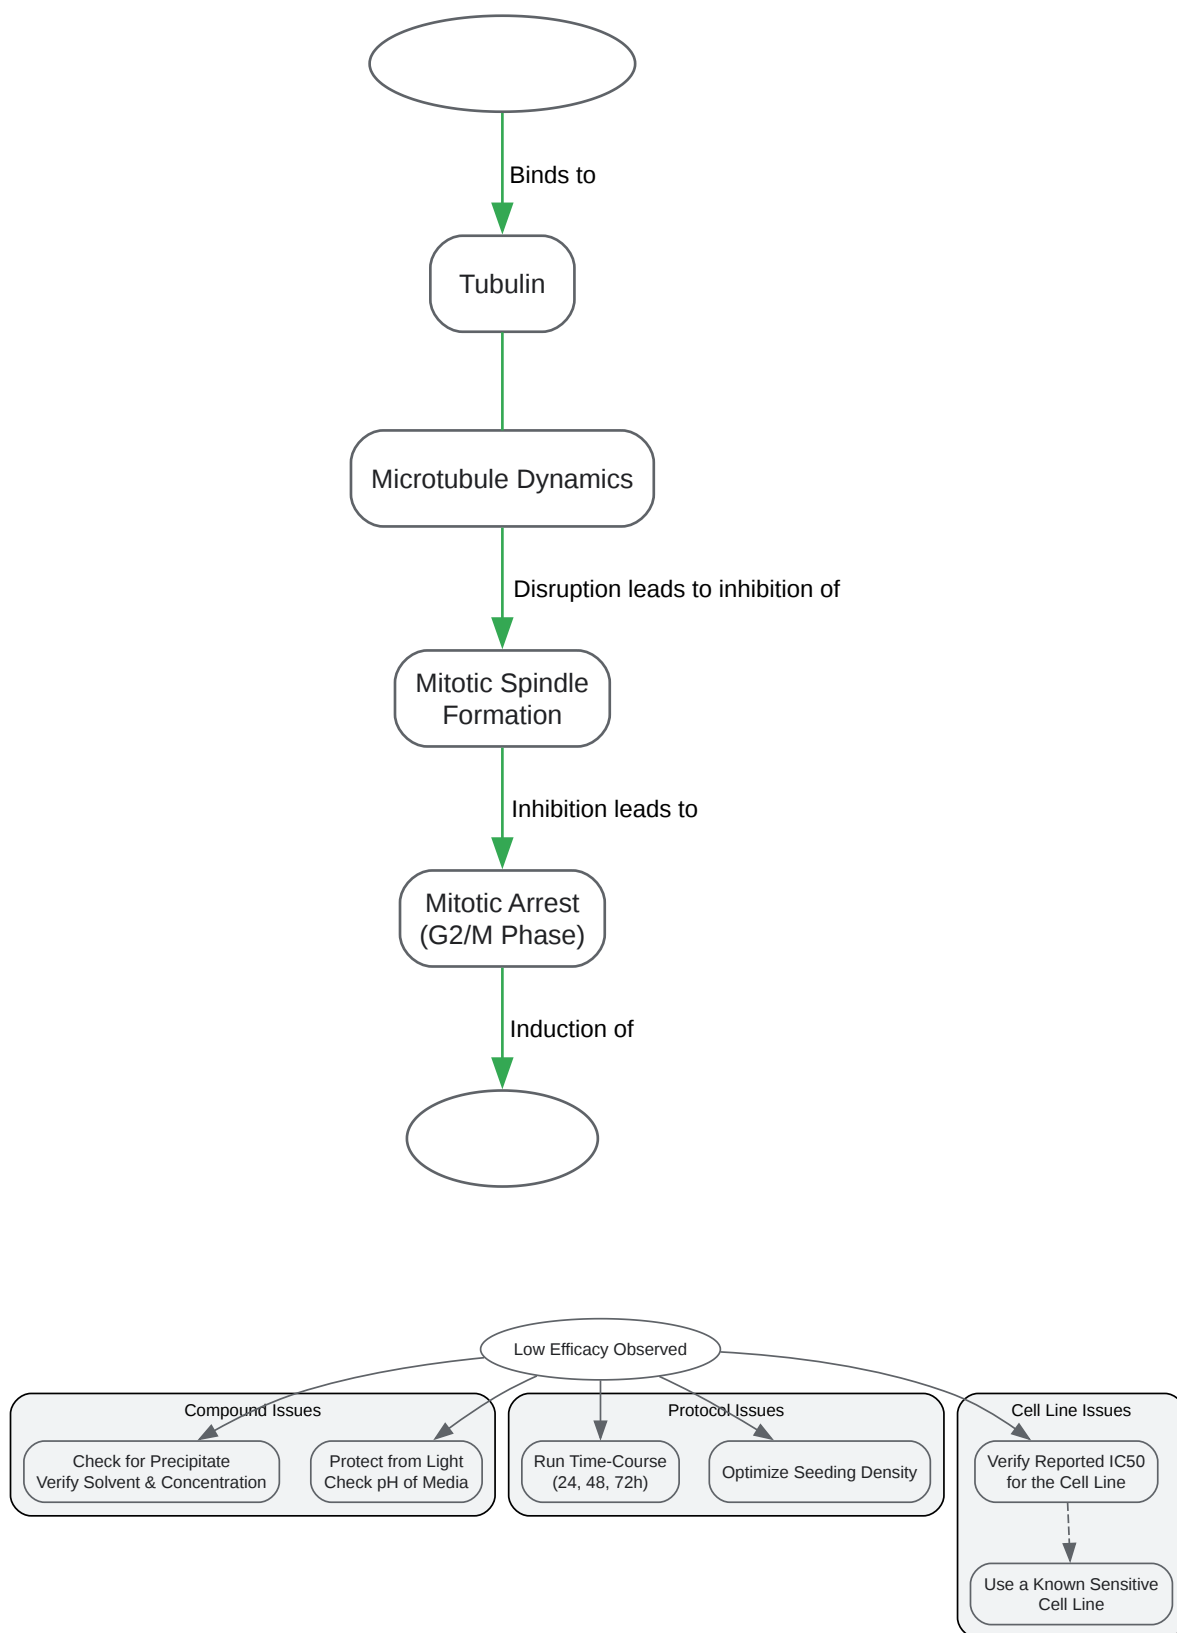 Binds to
Tubulin
Microtubule Dynamics
Disruption leads to inhibition of
Mitotic Spindle
Formation
Inhibition leads to
Mitotic Arrest
(G2/M Phase)
Induction of
Low Efficacy Observed
Compound Issues
Check for Precipitate
Verify Solvent & Concentration
Protect from Light
Check pH of Media
Protocol Issues
Run Time-Course
(24, 48, 72h)
Optimize Seeding Density
Cell Line Issues
Verify Reported IC50
for the Cell Line
Use a Known Sensitive
Cell Line